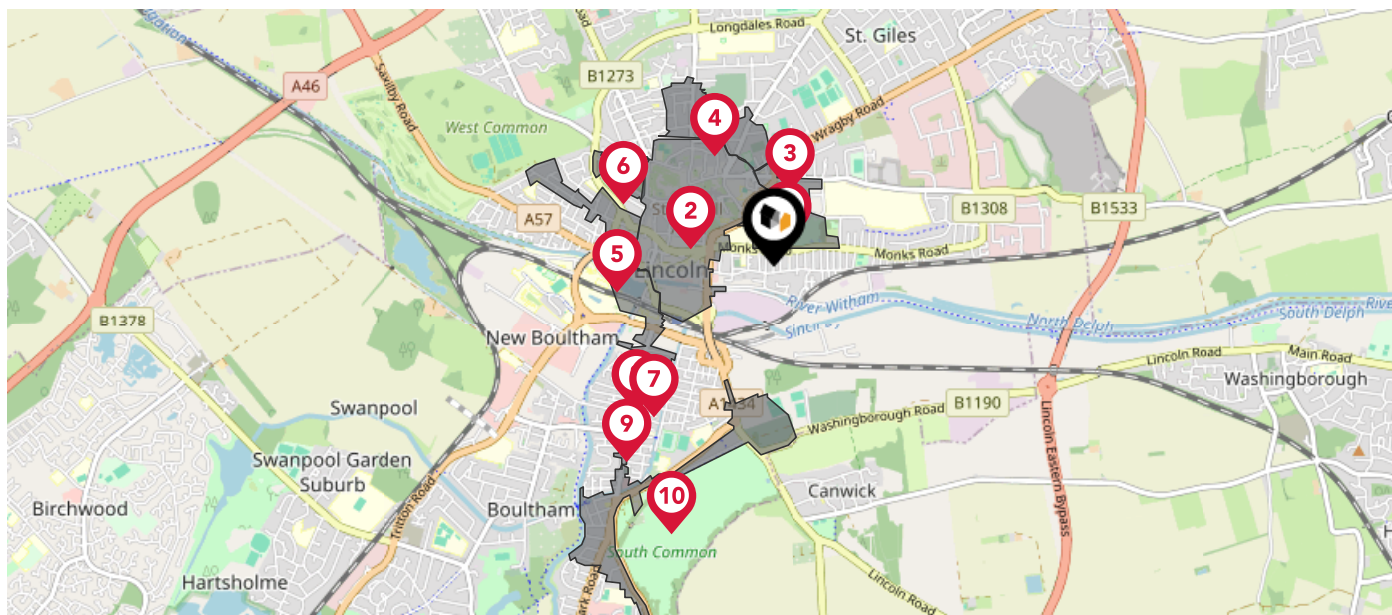 Longdales Road
St. Giles
B1273
A46
Saxilby Road
West Common
4
Wragby Road
3
6
2
A57
B1308
B1533
5
Monks Road
Lincoln
River Witham
North Delph
South Delph
B1378
New Boultham
Lincoln Road
Main Road
Washingborough
7
Swanpool
B1190
Washingborough Road
9
Lincoln Eastern Bypass
Swanpool Garden
Suburb
10
Canwick
Birchwood
Boultham
Tritton Road
South Common
Hartsholme
Lincoln Road